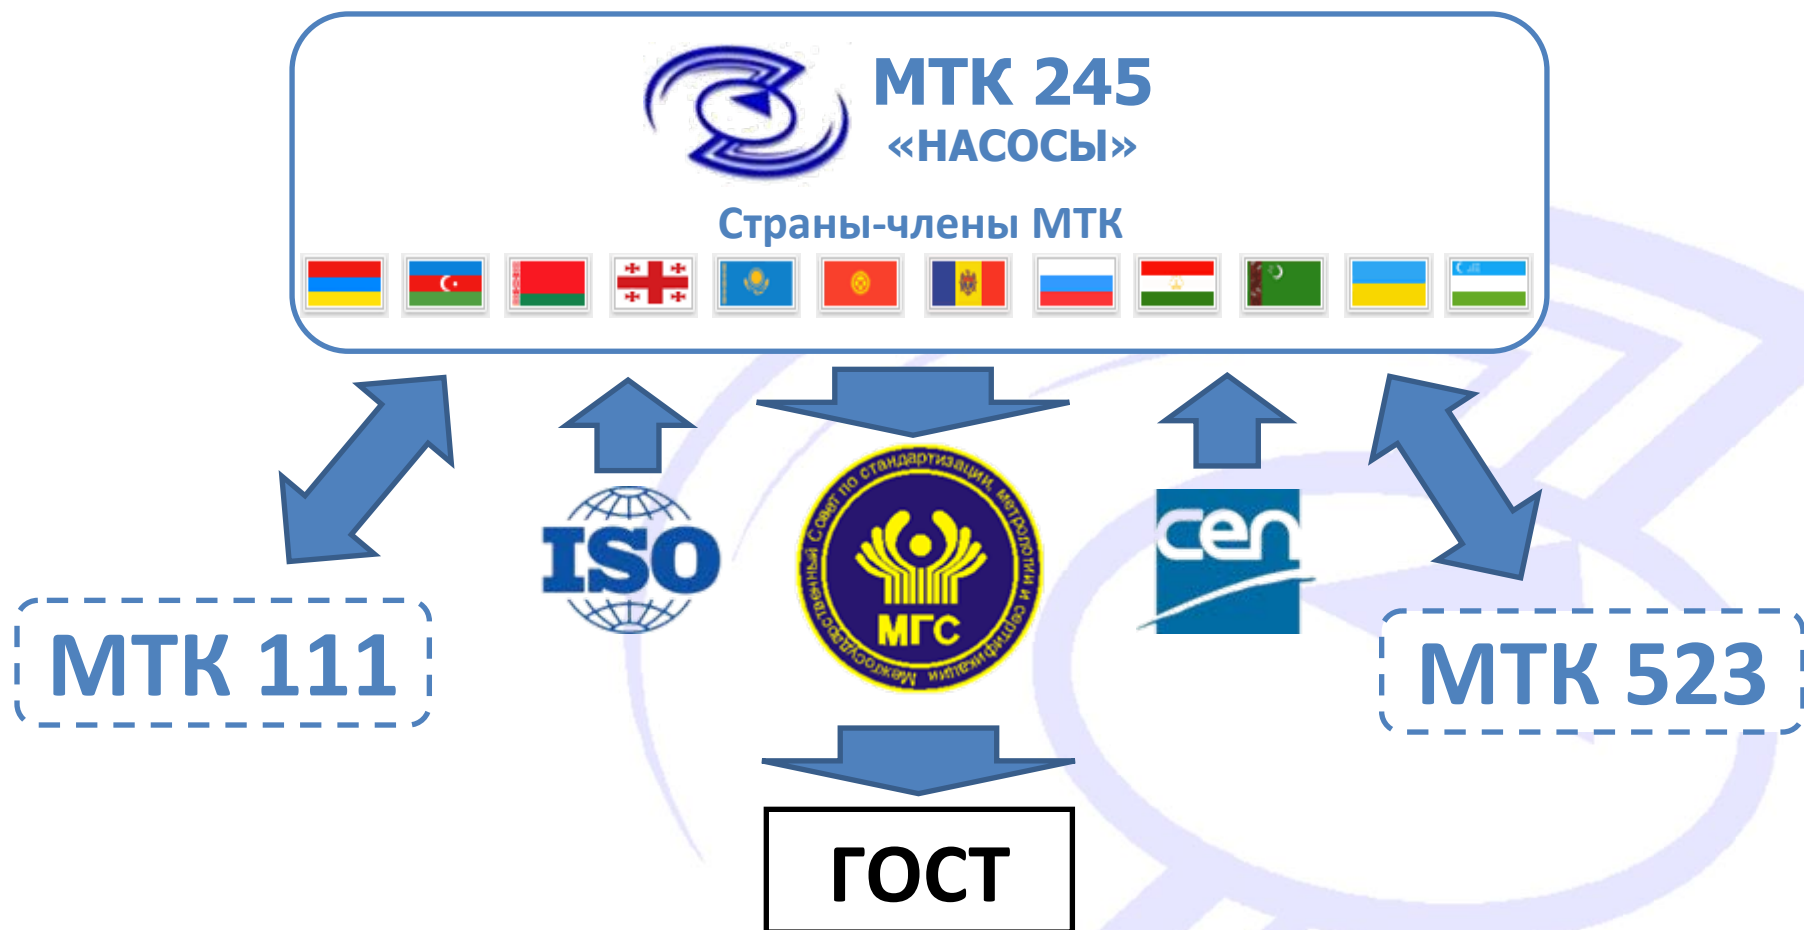 МТК 245
«НАСОСЫ»
Страны-члены МТК
ISO
Межгосударственный Совет по стандартизации, метрологии и сертификации
МГС
cen
МТК 111
МТК 523
ГОСТ